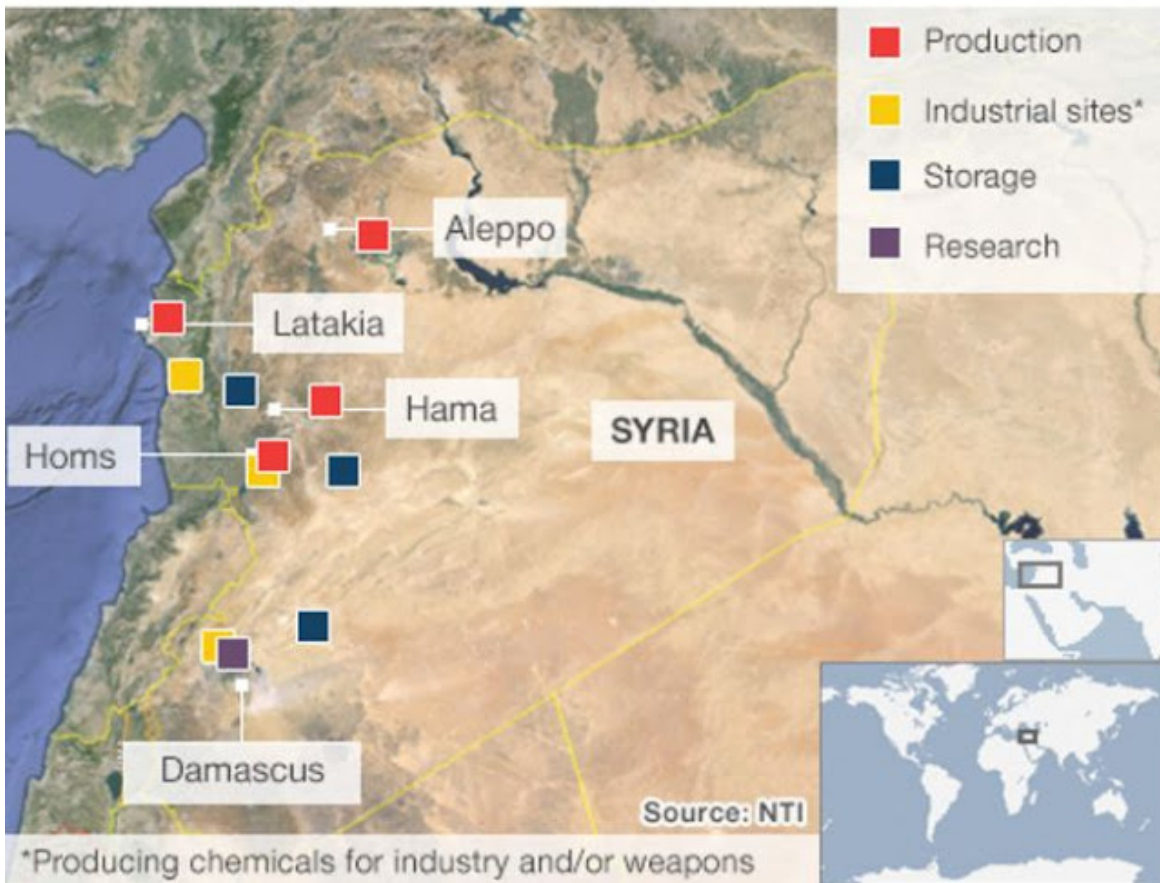 Production
Industrial sites*
Storage
Research
Aleppo
Latakia
Hama
SYRIA
Homs
Damascus
Source: NTI
*Producing chemicals for industry and/or weapons